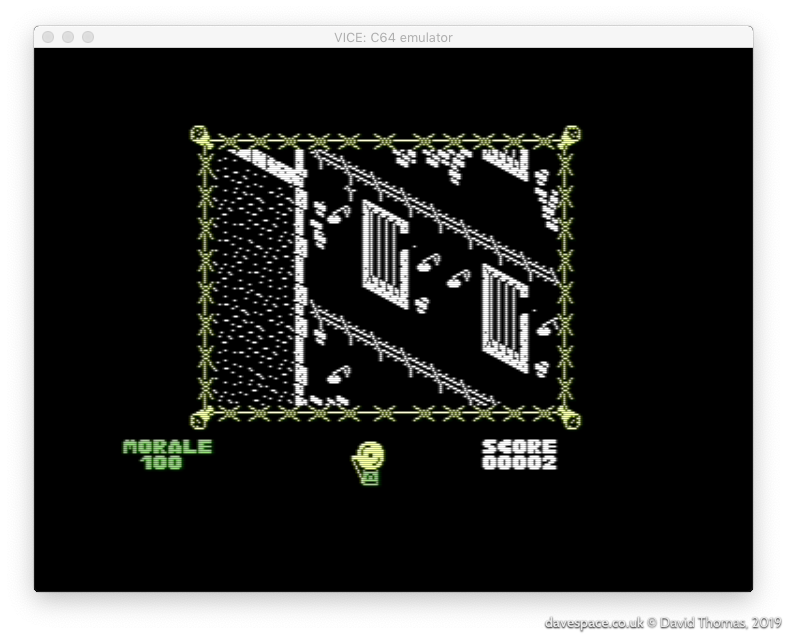 VICE: C64 emulator
MORALE
100
SCORE
00002
davespace.co.uk © David Thomas, 2019